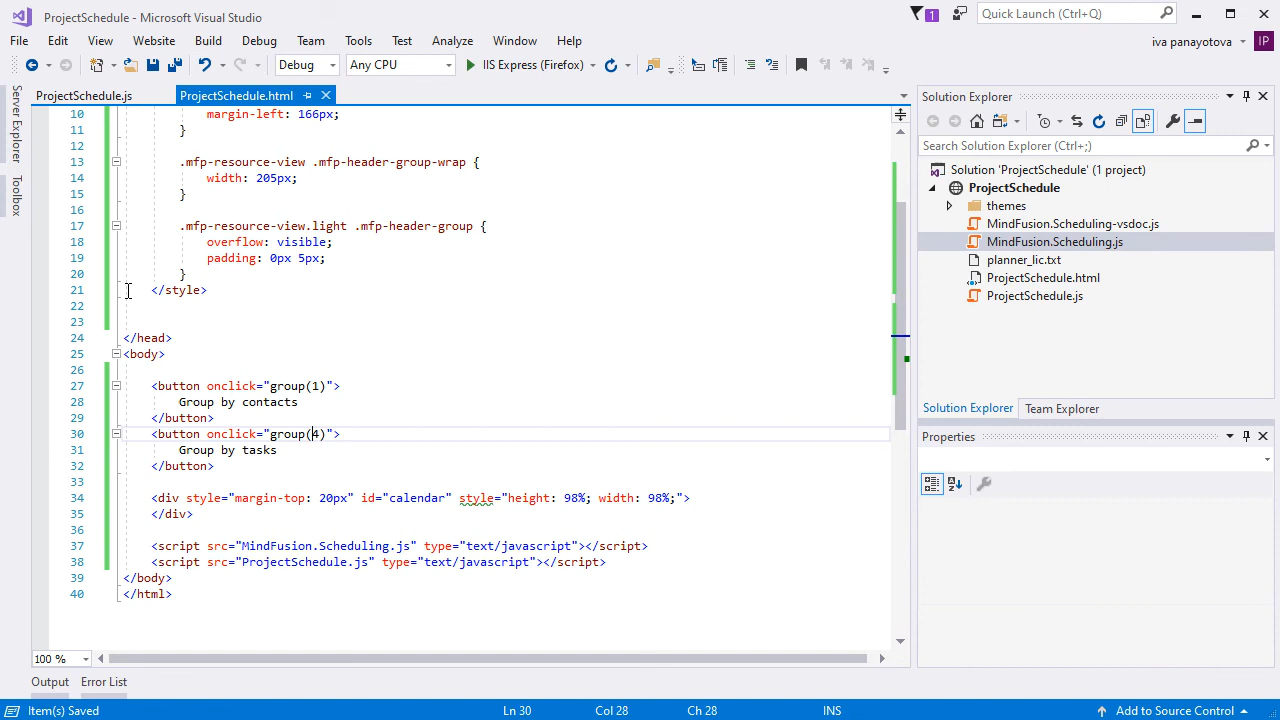 ProjectSchedule - Microsoft Visual Studio
1
Quick Launch (Ctrl+Q)
File Edit View Website Build Debug Team Tools Test Analyze Window Help
iva panayotova IP
Debug Any CPU IIS Express (Firefox)
Server Explorer
Toolbox
ProjectSchedule.js ProjectSchedule.html
10 margin-left: 166px;
11 }
12
13 .mfp-resource-view .mfp-header-group-wrap {
14 width: 205px;
15 }
16
17 .mfp-resource-view.light .mfp-header-group {
18 overflow: visible;
19 padding: 0px 5px;
20 }
21 </style>
22
23
24 </head>
25 <body>
26
27 <button onclick="group(1)">
28 Group by contacts
29 </button>
30 <button onclick="group(4)">
31 Group by tasks
32 </button>
33
34 <div style="margin-top: 20px" id="calendar" style="height: 98%; width: 98%;">
35 </div>
36
37 <script src="MindFusion.Scheduling.js" type="text/javascript"></script>
38 <script src="ProjectSchedule.js" type="text/javascript"></script>
39 </body>
40 </html>
100 %
Solution Explorer
Search Solution Explorer (Ctrl+;)
Solution 'ProjectSchedule' (1 project)
ProjectSchedule
themes
MindFusion.Scheduling-vsdoc.js
MindFusion.Scheduling.js
planner_lic.txt
ProjectSchedule.html
ProjectSchedule.js
Solution Explorer Team Explorer
Properties
Output Error List
Item(s) Saved Ln 30 Col 28 Ch 28 INS Add to Source Control